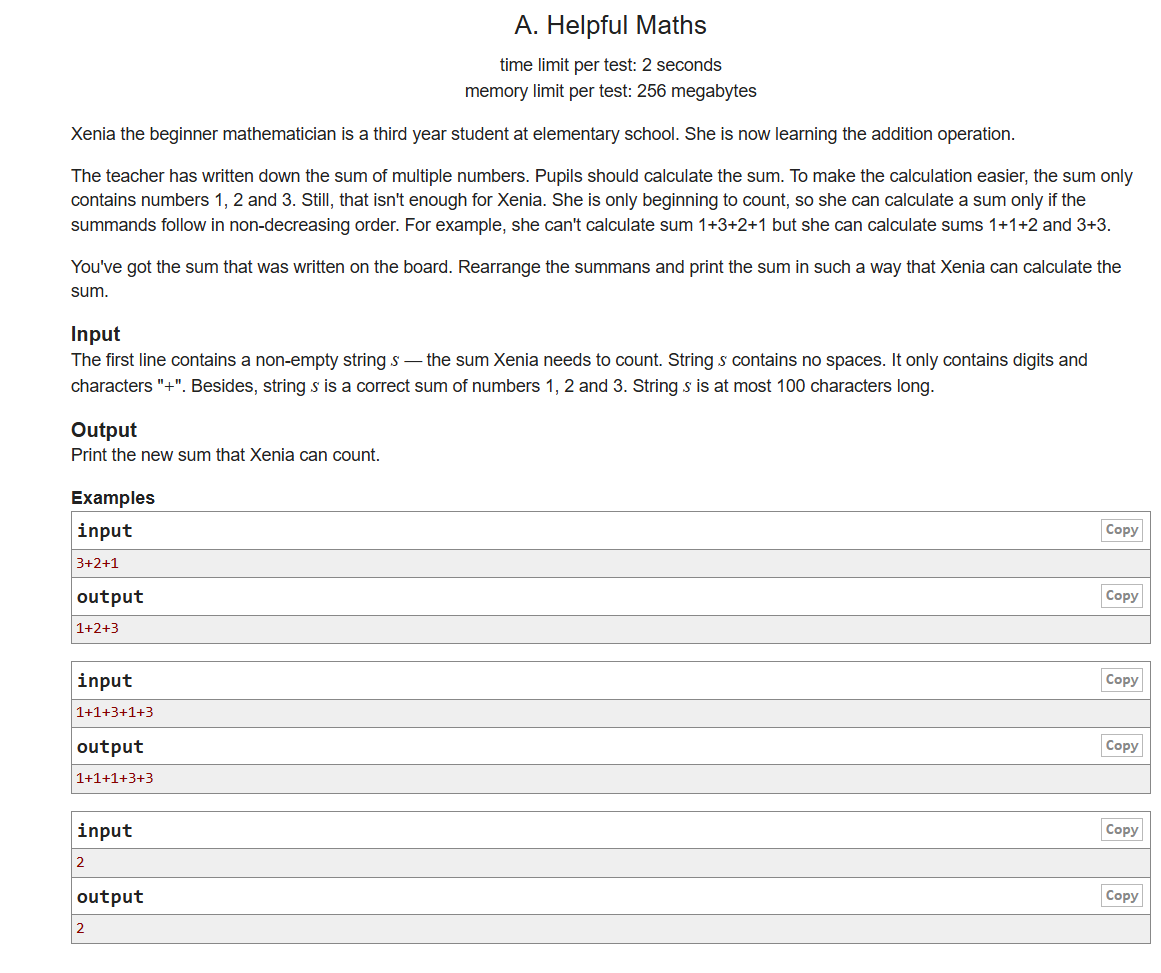 A. Helpful Maths
time limit per test: 2 seconds
memory limit per test: 256 megabytes
Xenia the beginner mathematician is a third year student at elementary school. She is now learning the addition operation.
The teacher has written down the sum of multiple numbers. Pupils should calculate the sum. To make the calculation easier, the sum only
contains numbers 1, 2 and 3. Still, that isn't enough for Xenia. She is only beginning to count, so she can calculate a sum only if the
summands follow in non-decreasing order. For example, she can't calculate sum 1+3+2+1 but she can calculate sums 1+1+2 and 3+3.
You've got the sum that was written on the board. Rearrange the summans and print the sum in such a way that Xenia can calculate the
sum.
Input
The first line contains a non-empty string s — the sum Xenia needs to count. String s contains no spaces. It only contains digits and
characters "+". Besides, string s is a correct sum of numbers 1, 2 and 3. String s is at most 100 characters long.
Output
Print the new sum that Xenia can count.
Examples
input Copy
3+2+1
output Copy
1+2+3
input Copy
1+1+3+1+3
output Copy
1+1+1+3+3
input Copy
2
output Copy
2